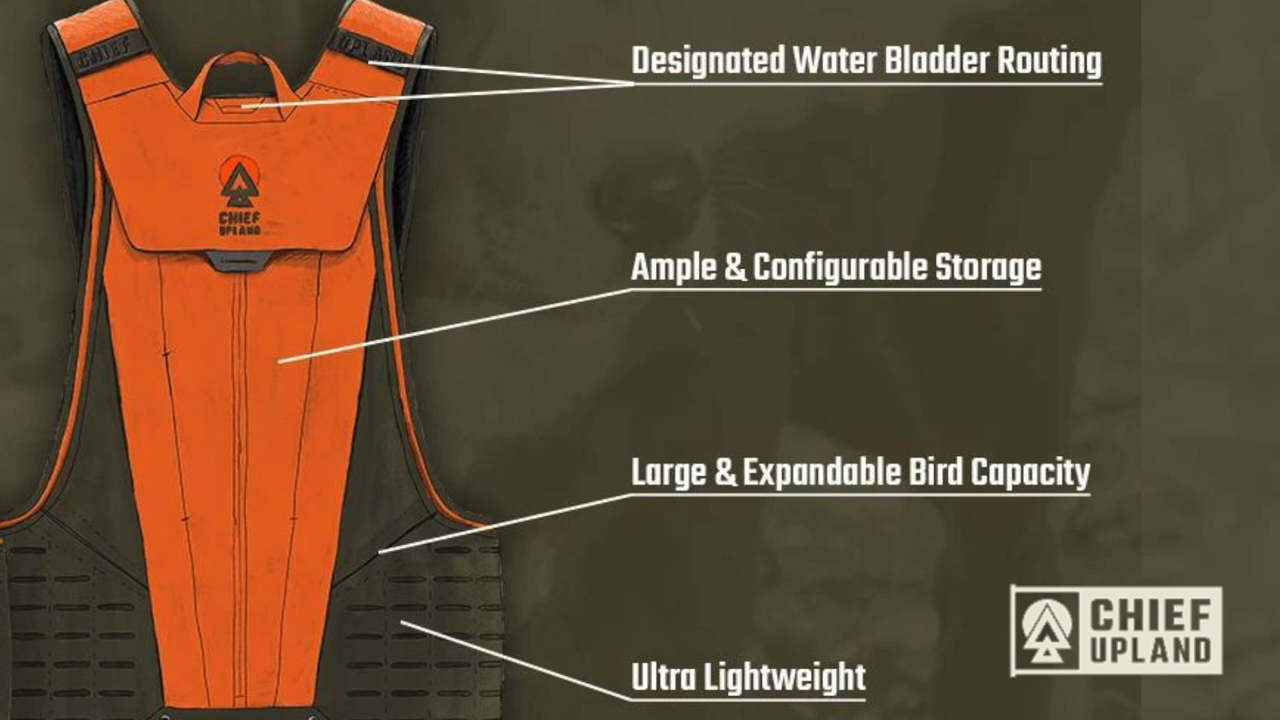 CHIEF
UPLAND
Designated Water Bladder Routing
CHIEF
UPLAND
Ample & Configurable Storage
Large & Expandable Bird Capacity
CHIEF
UPLAND
Ultra Lightweight